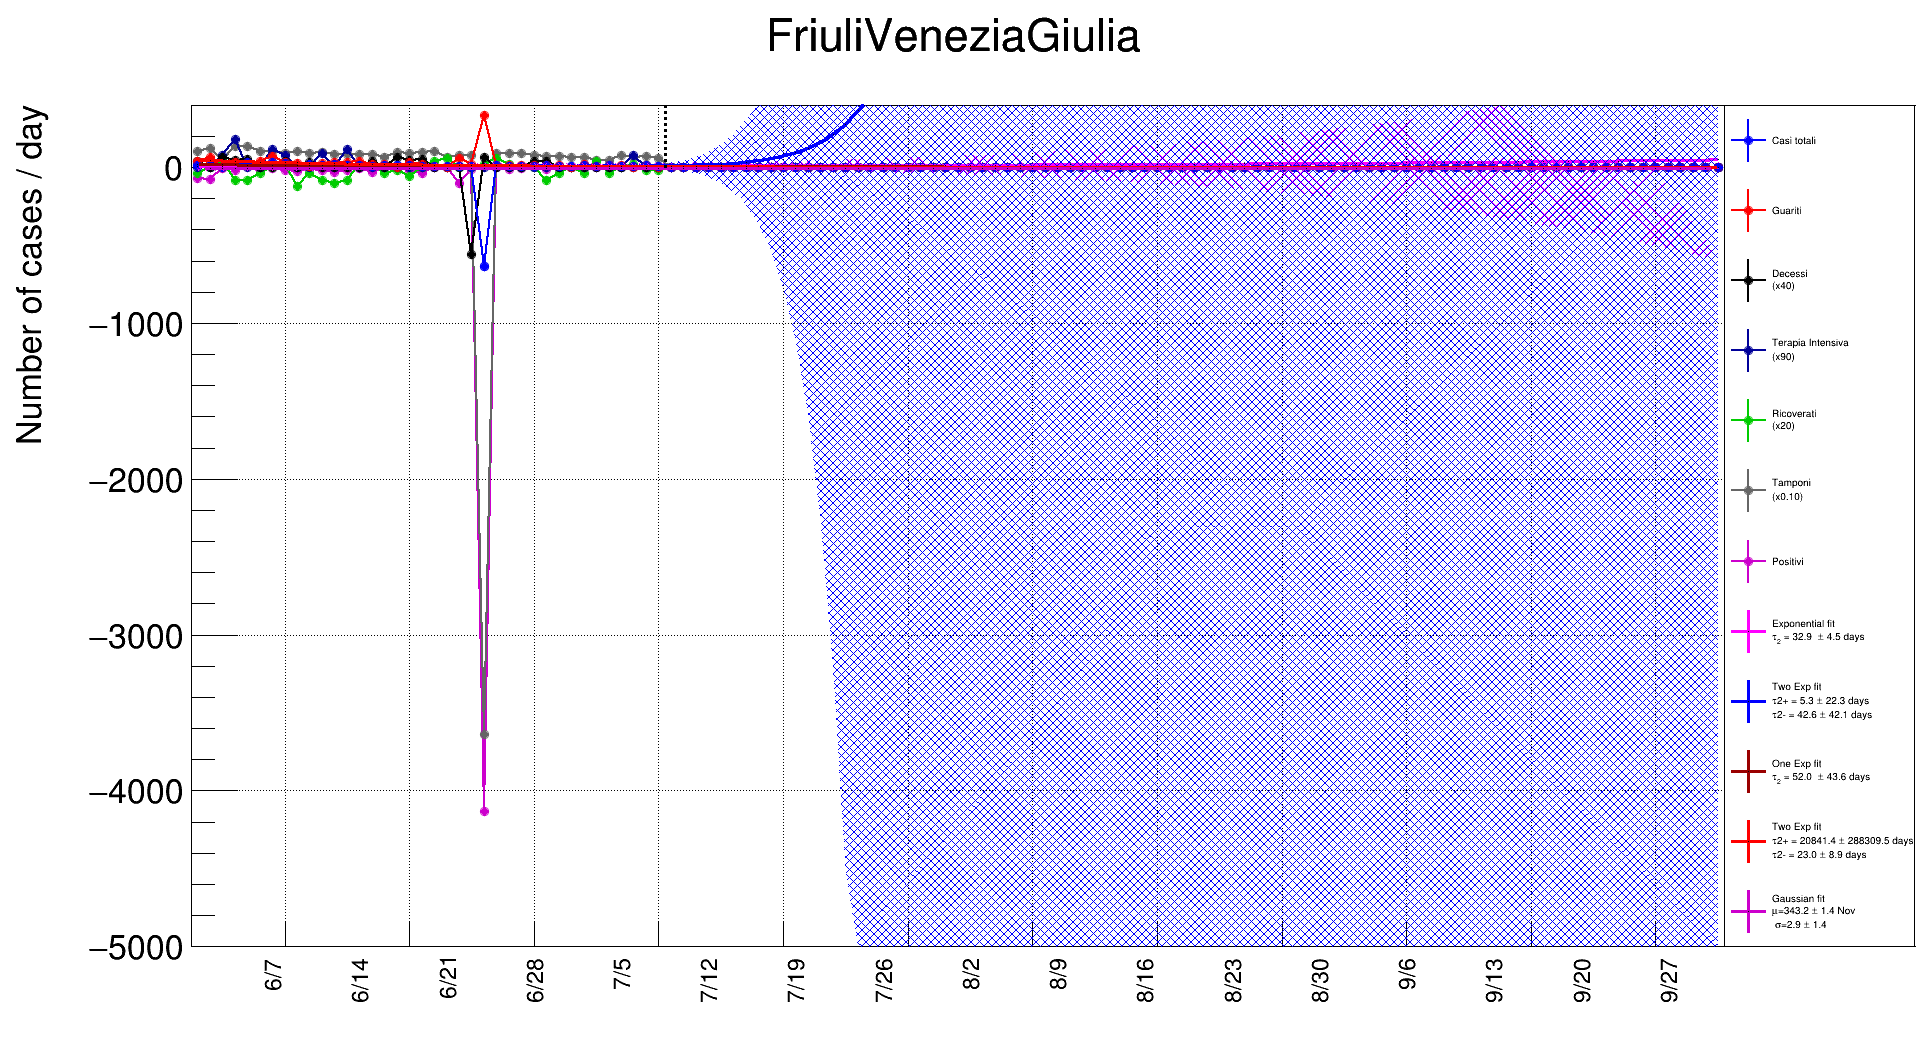 FriuliVeneziaGiulia
Number of cases / day
0
−1000
−2000
−3000
−4000
−5000
6/7
6/14
6/21
6/28
7/5
7/12
7/19
7/26
8/2
8/9
8/16
8/23
8/30
9/6
9/13
9/20
9/27
Casi totali
Guariti
Decessi
(x40)
Terapia Intensiva
(x90)
Ricoverati
(x20)
Tamponi
(x0.10)
Positivi
Exponential fit
τ2 = 32.9 ± 4.5 days
Two Exp fit
τ2+ = 5.3 ± 22.3 days
τ2- = 42.6 ± 42.1 days
One Exp fit
τ2 = 52.0 ± 43.6 days
Two Exp fit
τ2+ = 20841.4 ± 288309.5 days
τ2- = 23.0 ± 8.9 days
Gaussian fit
μ=343.2 ± 1.4 Nov
σ=2.9 ± 1.4